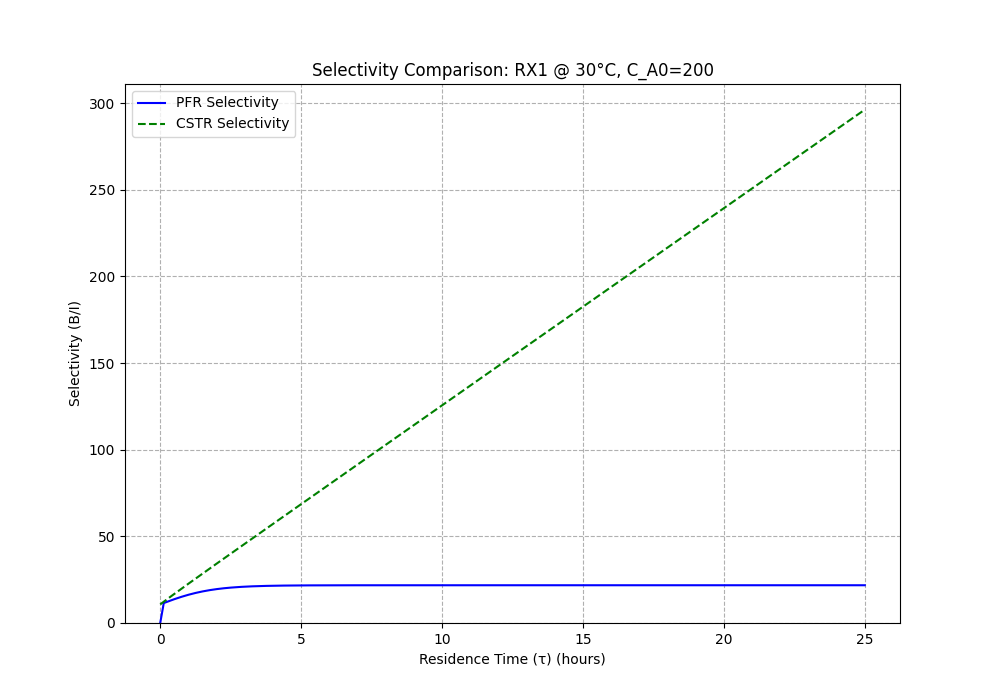 Selectivity Comparison: RX1 @ 30°C, C_A0=200
PFR Selectivity
CSTR Selectivity
Selectivity (B/I)
300
250
200
150
100
50
0
0 5 10 15 20 25
Residence Time (τ) (hours)